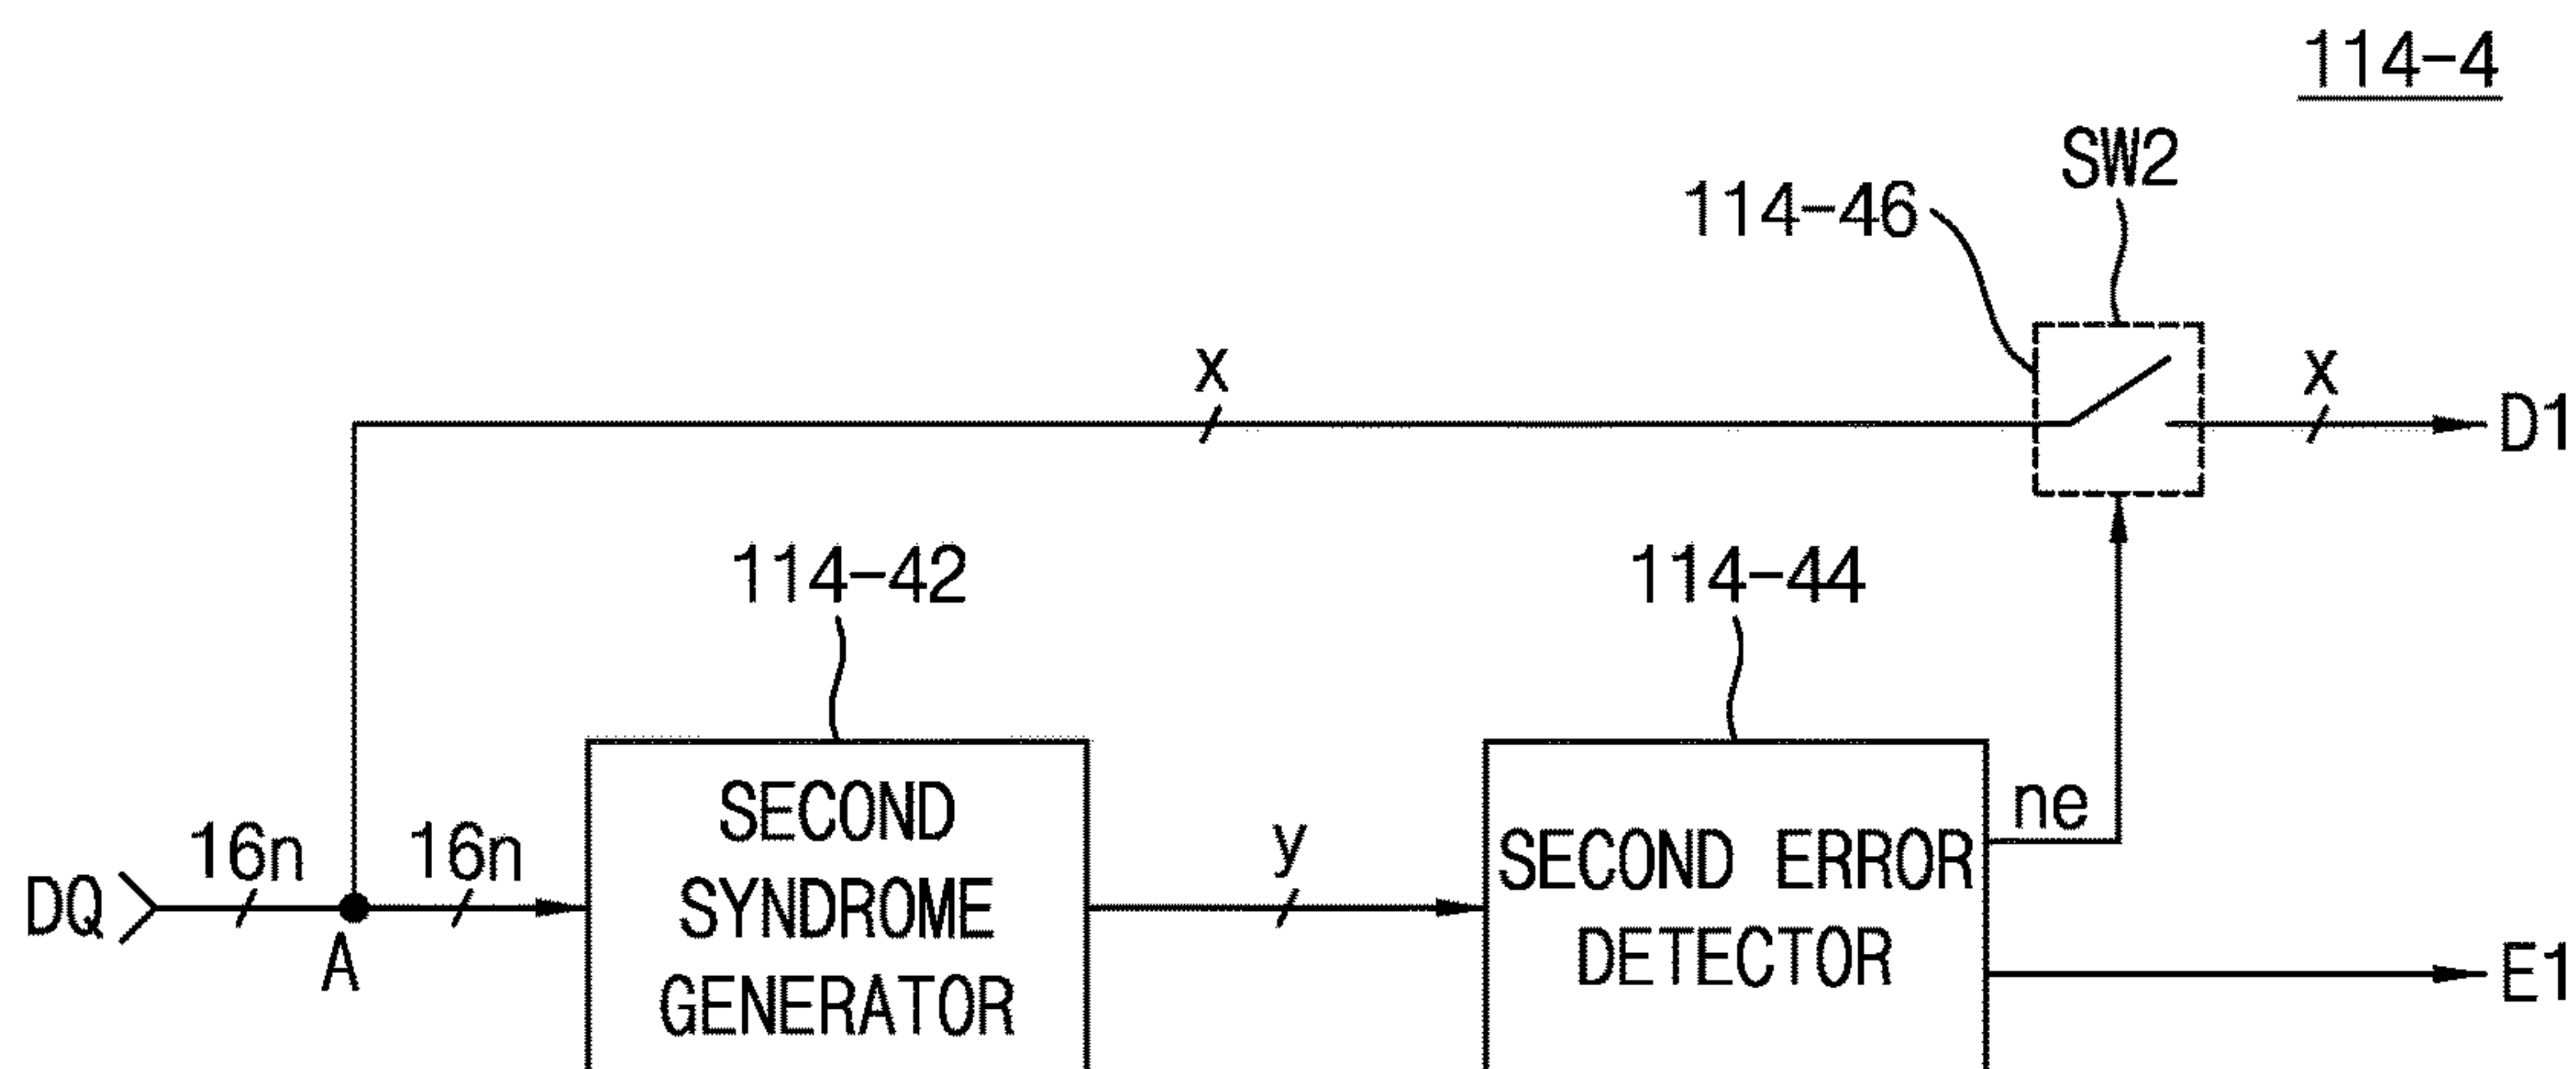 114-4
SW2
114-46
x
x
D1
114-42
114-44
SECOND
SYNDROME
GENERATOR
SECOND ERROR
DETECTOR
ne
16n
16n
y
DQ
A
E1